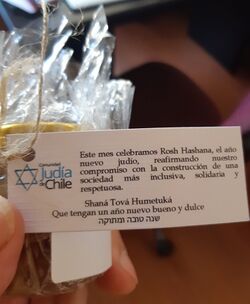 Comunidad
Judía
de Chile
Este mes celebramos Rosh Hashana, el año
nuevo judio, reafirmando nuestro
compromiso con la construcción de una
sociedad más inclusiva, solidaria y
respetuosa.
Shaná Tová Humetuká
Que tengan un año nuevo bueno y dulce
שנה טובה ומתוקה